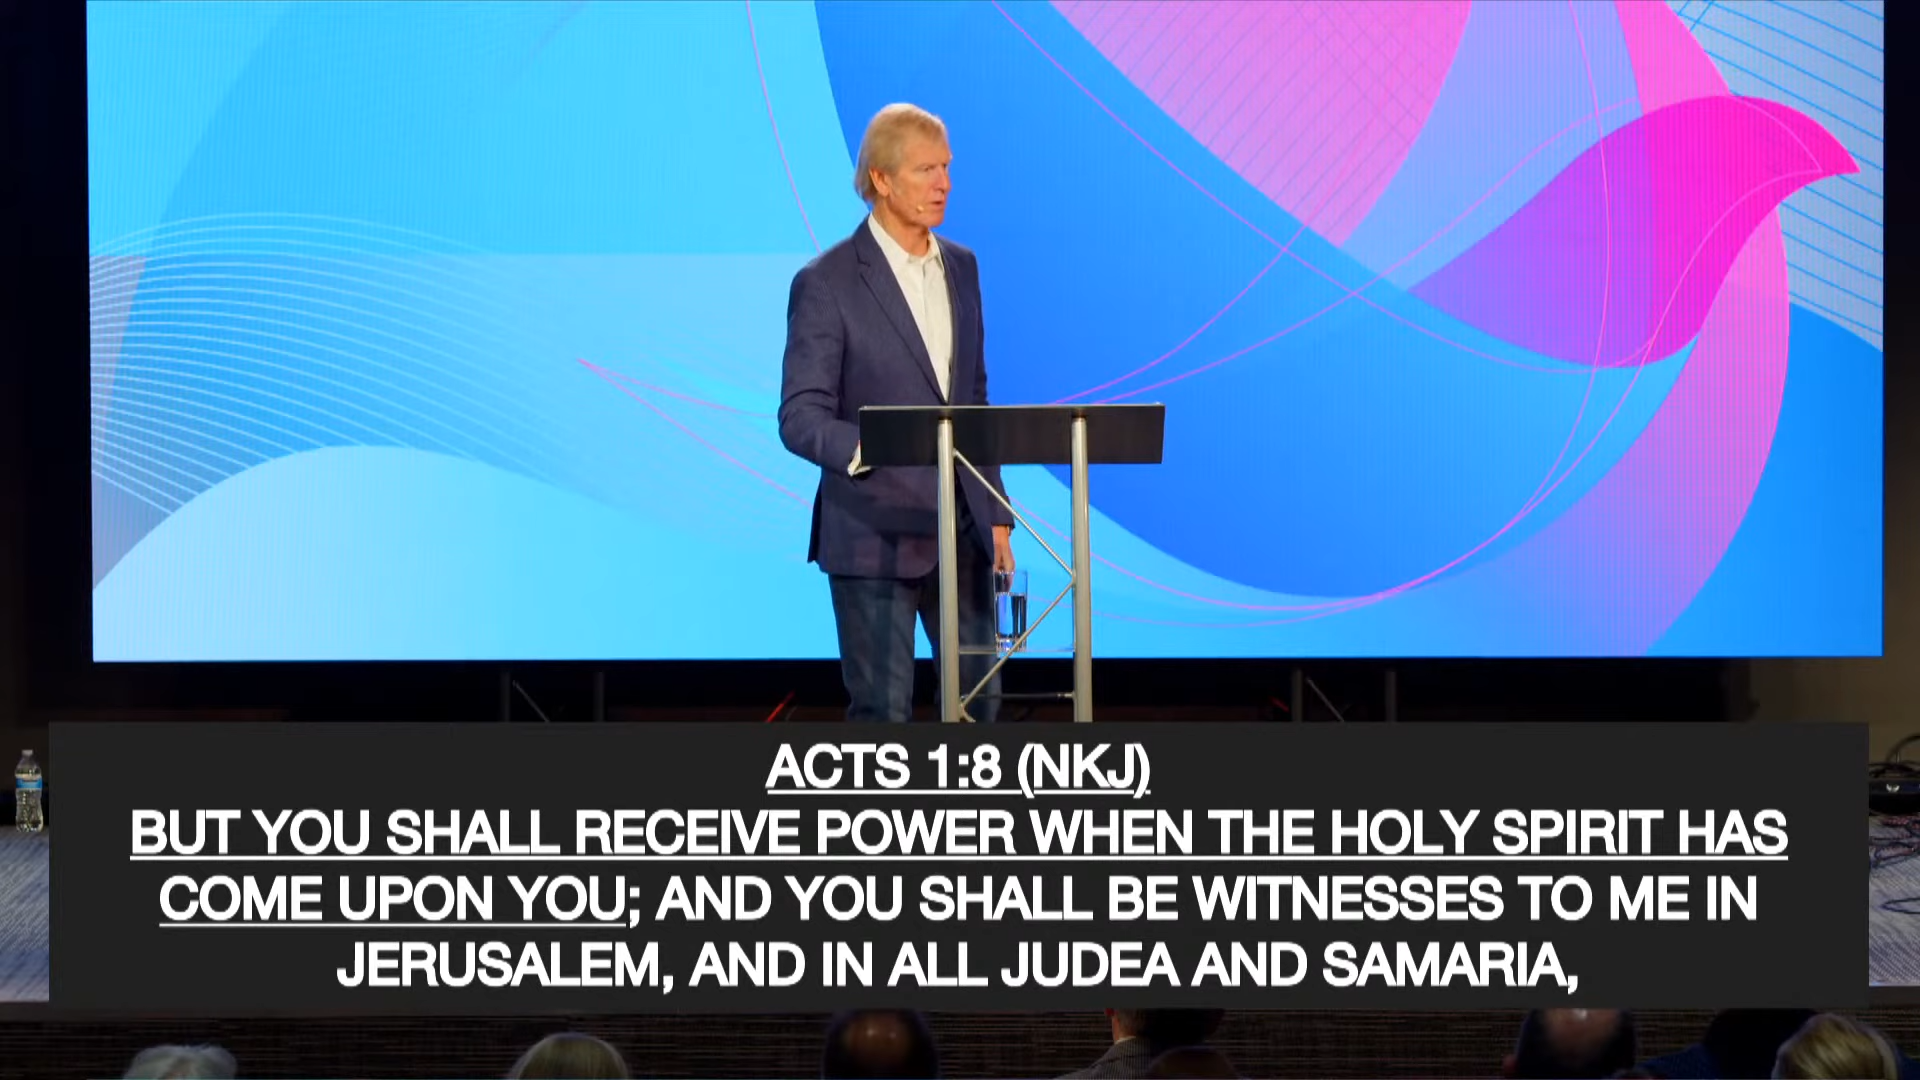 ACTS 1:8 (NKJ)
BUT YOU SHALL RECEIVE POWER WHEN THE HOLY SPIRIT HAS
COME UPON YOU; AND YOU SHALL BE WITNESSES TO ME IN
JERUSALEM, AND IN ALL JUDEA AND SAMARIA,